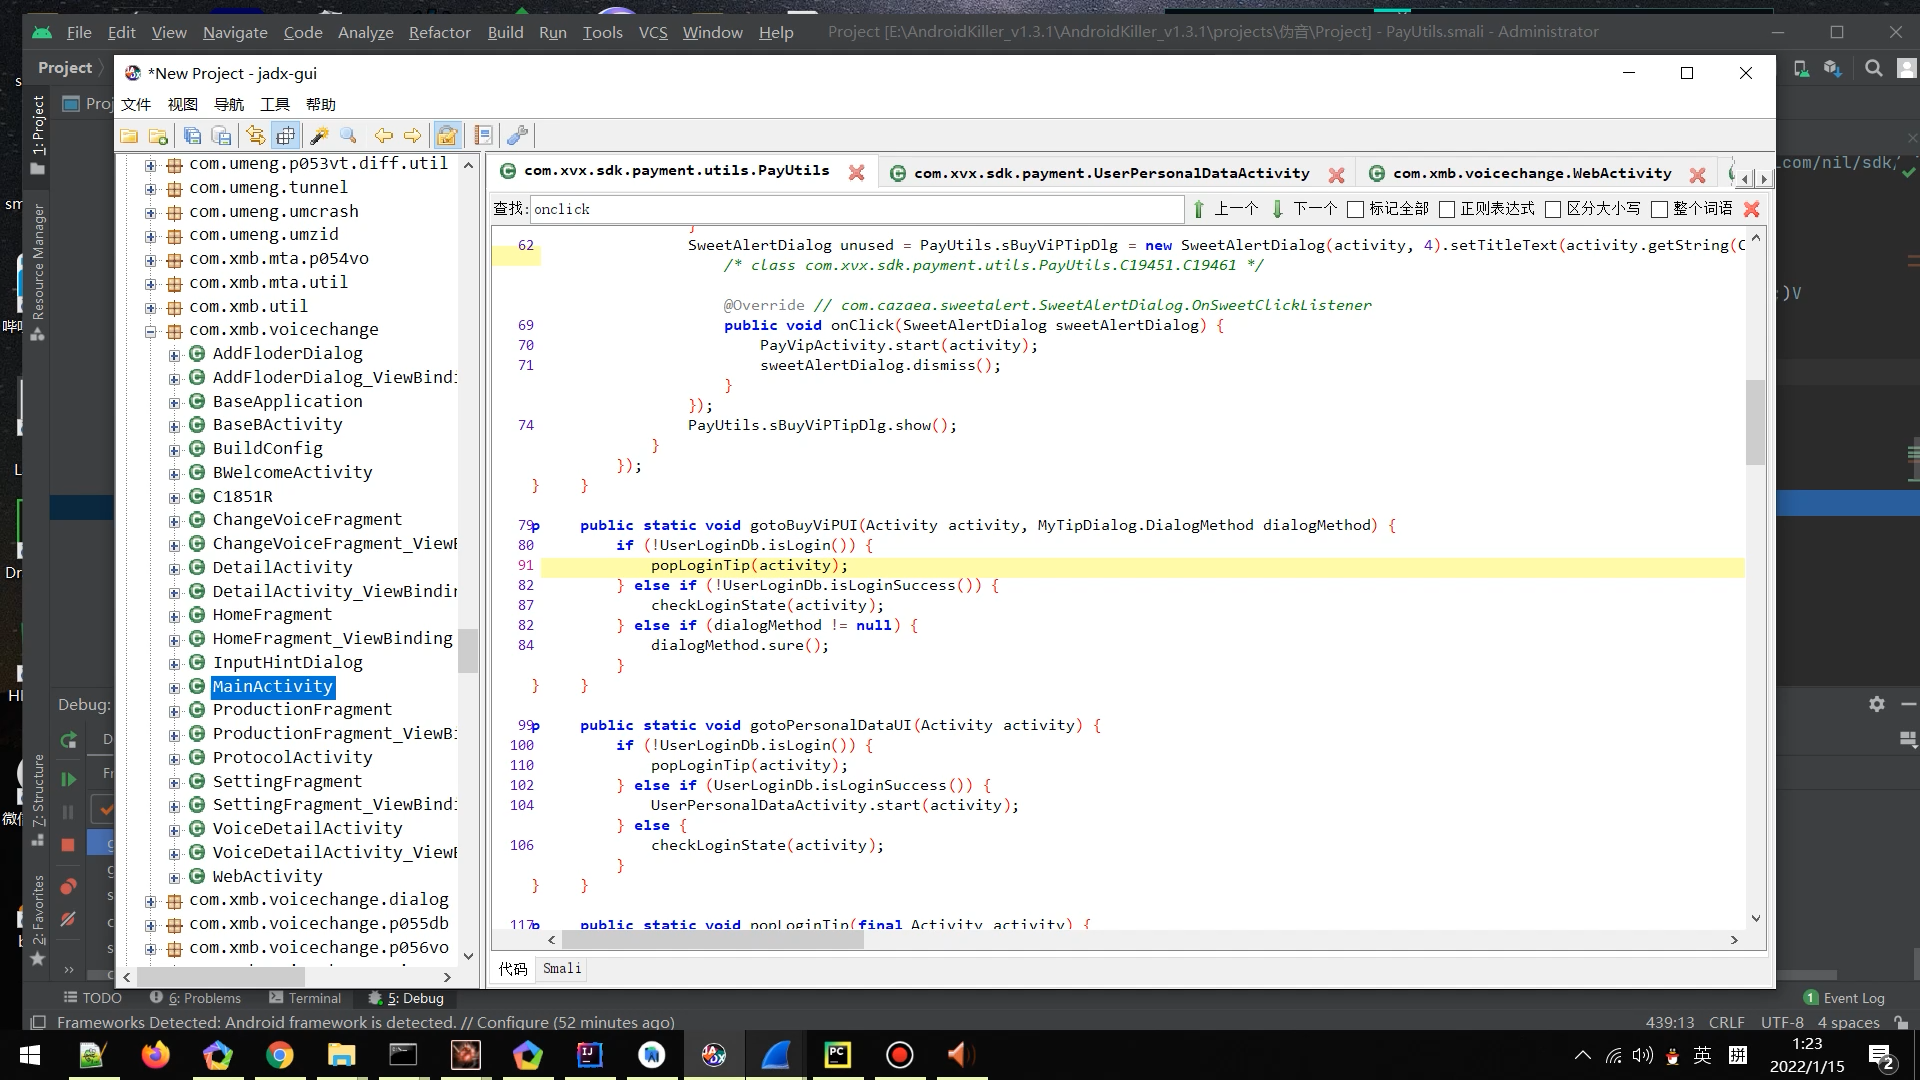 File Edit View Navigate Code Analyze Refactor Build Run Tools VCS Window Help Project [E:\AndroidKiller_v1.3.1\AndroidKiller_v1.3.1\projects\伪音\Project] - PayUtils.smali - Administrator
Project
*New Project - jadx-gui
1: Project
文件 视图 导航 工具 帮助
com.umeng.p053vt.diff.util
com.umeng.tunnel
com.umeng.umcrash
com.umeng.umzid
com.xmb.mta.p054vo
com.xmb.mta.util
com.xmb.util
com.xmb.voicechange
AddFloderDialog
AddFloderDialog_ViewBindi
BaseApplication
BaseBActivity
BuildConfig
BWelcomeActivity
C1851R
ChangeVoiceFragment
ChangeVoiceFragment_ViewB
DetailActivity
DetailActivity_ViewBindin
HomeFragment
HomeFragment_ViewBinding
InputHintDialog
MainActivity
ProductionFragment
ProductionFragment_ViewBi
ProtocolActivity
SettingFragment
SettingFragment_ViewBindi
VoiceDetailActivity
VoiceDetailActivity_ViewB
WebActivity
com.xmb.voicechange.dialog
com.xmb.voicechange.p055db
com.xmb.voicechange.p056vo
com.xvx.sdk.payment.utils.PayUtils com.xvx.sdk.payment.UserPersonalDataActivity com.xmb.voicechange.WebActivity
查找: onclick 上一个 下一个 标记全部 正则表达式 区分大小写 整个词语
}
62 SweetAlertDialog unused = PayUtils.sBuyViPTipDlg = new SweetAlertDialog(activity, 4).setTitleText(activity.getString(C
/* class com.xvx.sdk.payment.utils.PayUtils.C19451.C19461 */
@Override // com.cazaea.sweetalert.SweetAlertDialog.OnSweetClickListener
69 public void onClick(SweetAlertDialog sweetAlertDialog) {
70 PayVipActivity.start(activity);
71 sweetAlertDialog.dismiss();
}
});
74 PayUtils.sBuyViPTipDlg.show();
}
});
} }
79p public static void gotoBuyViPUI(Activity activity, MyTipDialog.DialogMethod dialogMethod) {
80 if (!UserLoginDb.isLogin()) {
91 popLoginTip(activity);
82 } else if (!UserLoginDb.isLoginSuccess()) {
87 checkLoginState(activity);
82 } else if (dialogMethod != null) {
84 dialogMethod.sure();
}
} }
99p public static void gotoPersonalDataUI(Activity activity) {
100 if (!UserLoginDb.isLogin()) {
110 popLoginTip(activity);
102 } else if (UserLoginDb.isLoginSuccess()) {
104 UserPersonalDataActivity.start(activity);
} else {
106 checkLoginState(activity);
}
} }
117p public static void popLoginTip(final Activity activity) {
代码 Smali
.com/nil/sdk/
:)V
Resource Manager
Z: Structure
2: Favorites
Debug:
TODO 6: Problems Terminal 5: Debug 1 Event Log
Frameworks Detected: Android framework is detected. // Configure (52 minutes ago) 439:13 CRLF UTF-8 4 spaces
英 拼 1:23
2022/1/15 2